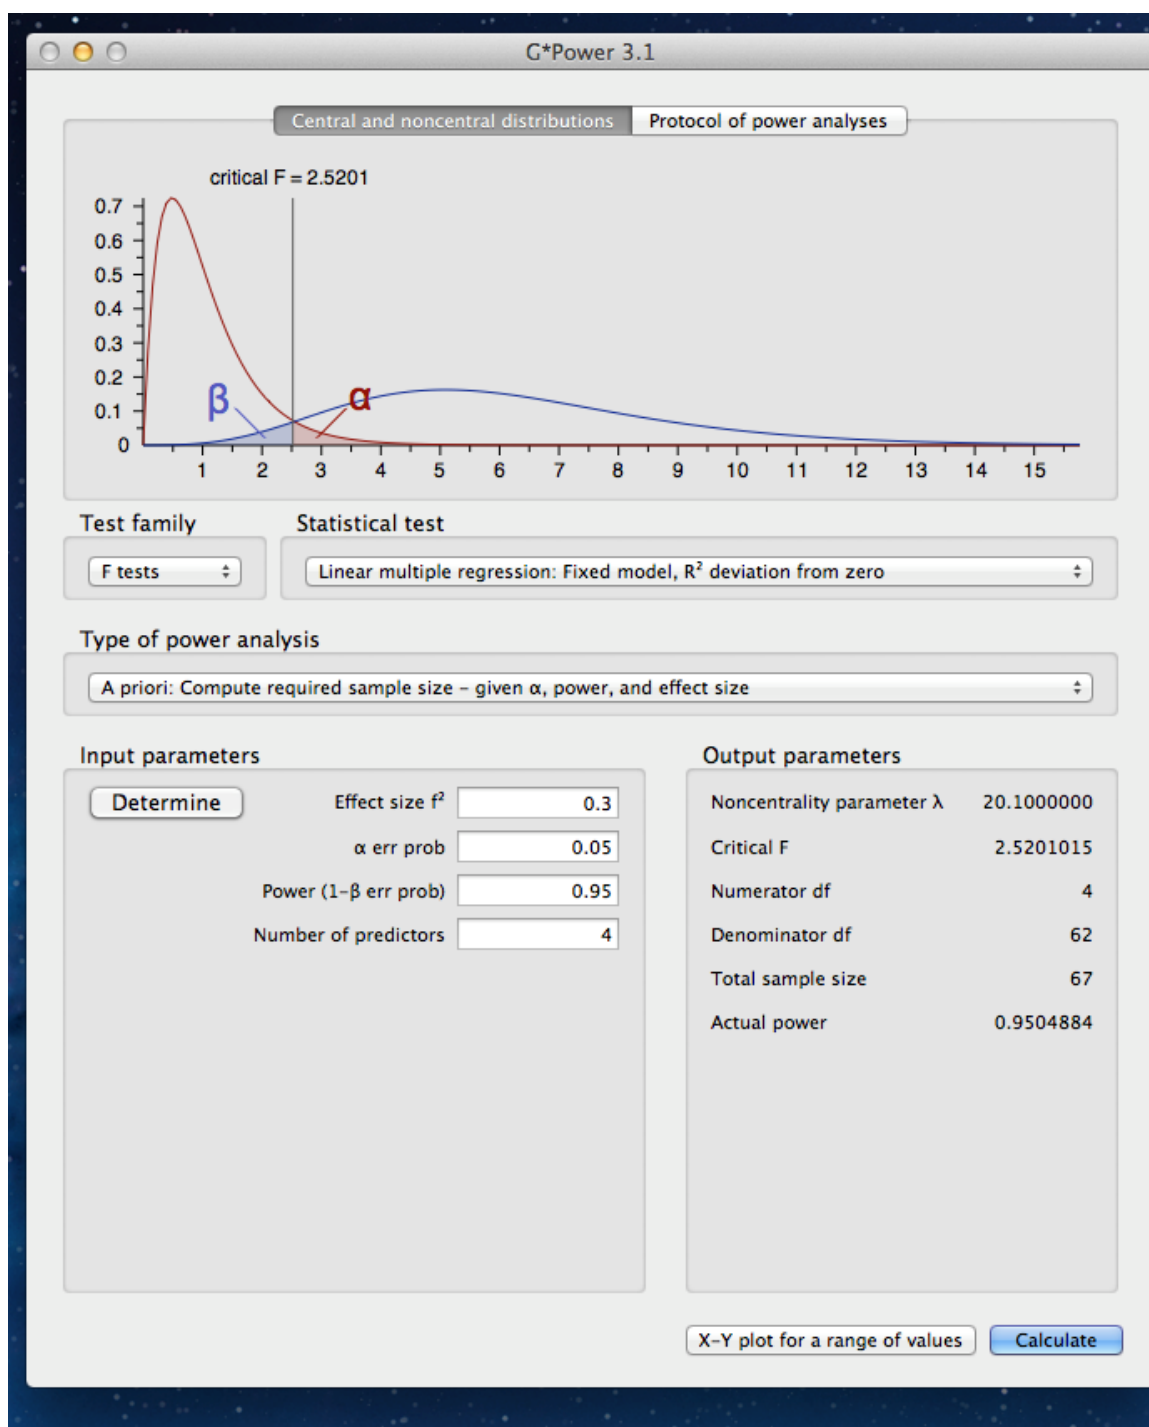 G*Power 3.1
Central and noncentral distributions Protocol of power analyses
critical F = 2.5201
0.7
0.6
0.5
0.4
0.3
0.2
0.1
0
β α
1 2 3 4 5 6 7 8 9 10 11 12 13 14 15
Test family Statistical test
F tests Linear multiple regression: Fixed model, R² deviation from zero
Type of power analysis
A priori: Compute required sample size – given α, power, and effect size
Input parameters Output parameters
Determine Effect size f² 0.3 Noncentrality parameter λ 20.1000000
α err prob 0.05 Critical F 2.5201015
Power (1–β err prob) 0.95 Numerator df 4
Number of predictors 4 Denominator df 62
Total sample size 67
Actual power 0.9504884
X–Y plot for a range of values Calculate